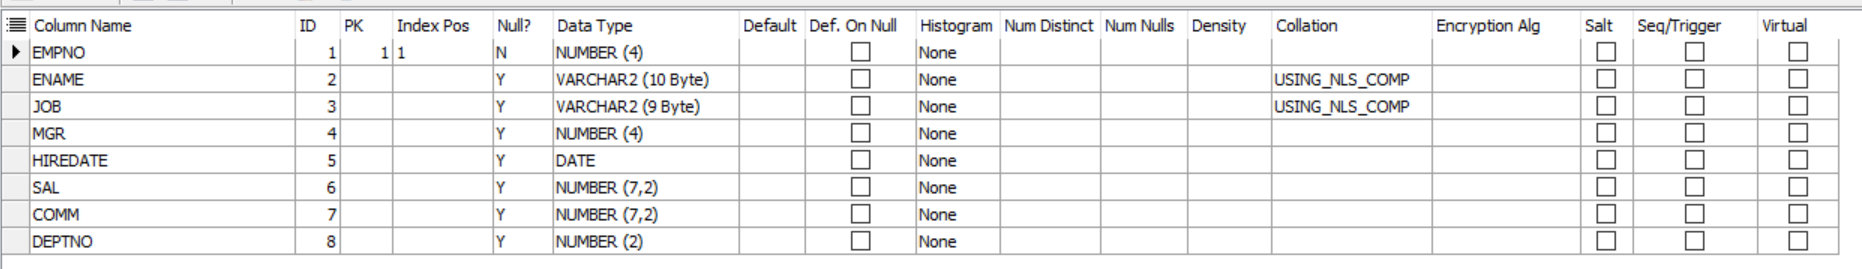 Column Name ID PK Index Pos Null? Data Type Default Def. On Null Histogram Num Distinct Num Nulls Density Collation Encryption Alg Salt Seq/Trigger Virtual
EMPNO 1 1 1 N NUMBER (4) None
ENAME 2 Y VARCHAR2 (10 Byte) None USING_NLS_COMP
JOB 3 Y VARCHAR2 (9 Byte) None USING_NLS_COMP
MGR 4 Y NUMBER (4) None
HIREDATE 5 Y DATE None
SAL 6 Y NUMBER (7,2) None
COMM 7 Y NUMBER (7,2) None
DEPTNO 8 Y NUMBER (2) None